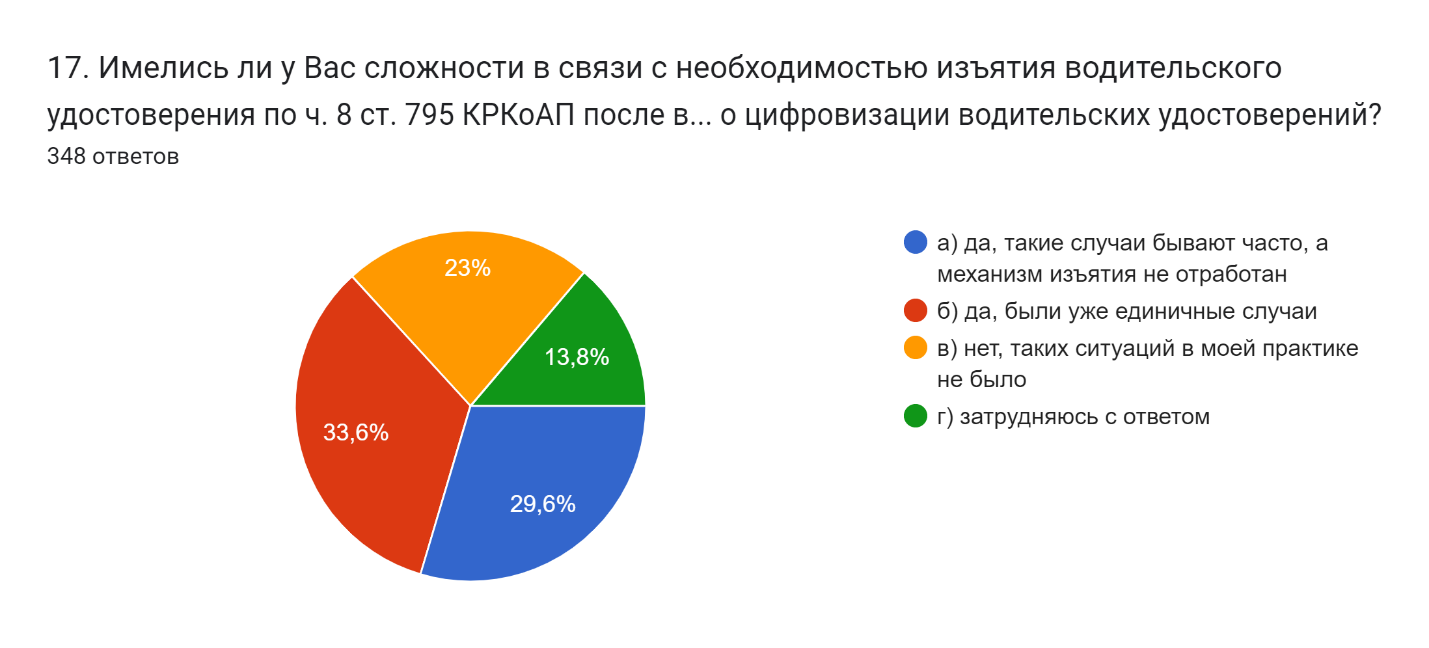 17. Имелись ли у Вас сложности в связи с необходимостью изъятия водительского
удостоверения по ч. 8 ст. 795 КРКоАП после в... о цифровизации водительских удостоверений?
348 ответов
23%
13,8%
33,6%
29,6%
а) да, такие случаи бывают часто, а
механизм изъятия не отработан
б) да, были уже единичные случаи
в) нет, таких ситуаций в моей практике
не было
г) затрудняюсь с ответом